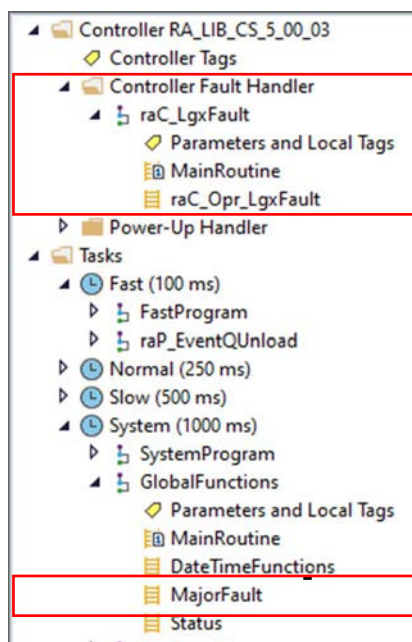 Controller RA_LIB_CS_5_00_03
Controller Tags
Controller Fault Handler
raC_LgxFault
Parameters and Local Tags
MainRoutine
raC_Opr_LgxFault
Power-Up Handler
Tasks
Fast (100 ms)
FastProgram
raP_EventQUnload
Normal (250 ms)
Slow (500 ms)
System (1000 ms)
SystemProgram
GlobalFunctions
Parameters and Local Tags
MainRoutine
DateTimeFunctions
MajorFault
Status